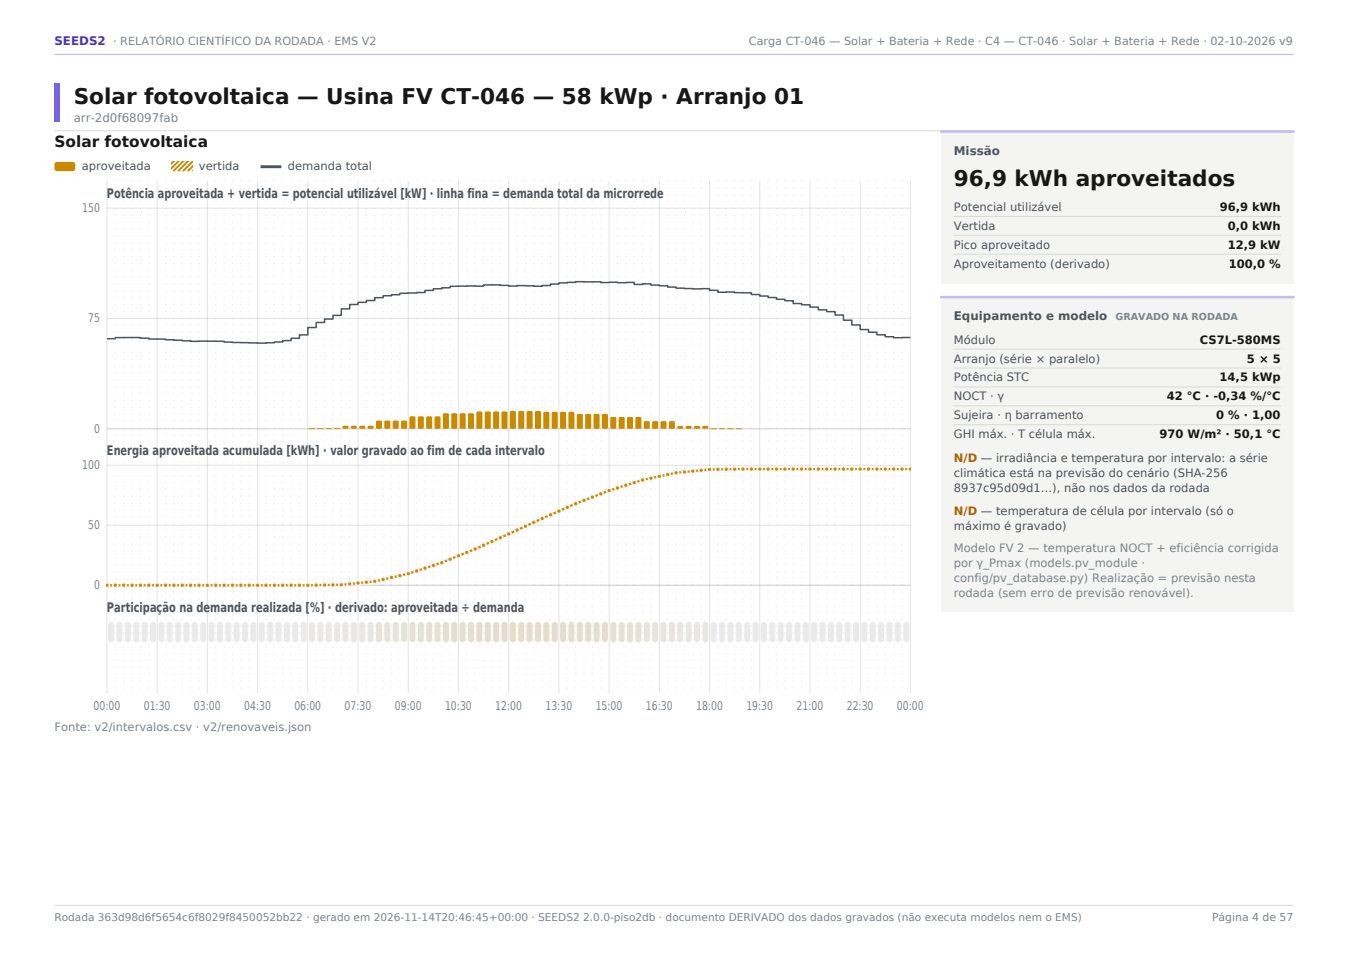 SEEDS2 · RELATÓRIO CIENTÍFICO DA RODADA · EMS V2
Carga CT-046 — Solar + Bateria + Rede · C4 — CT-046 · Solar + Bateria + Rede · 02-10-2026 v9
Solar fotovoltaica — Usina FV CT-046 — 58 kWp · Arranjo 01
arr-2d0f68097fab
Solar fotovoltaica
aproveitada vertida demanda total
Potência aproveitada + vertida = potencial utilizável [kW] · linha fina = demanda total da microrrede
150
75
0
Energia aproveitada acumulada [kWh] · valor gravado ao fim de cada intervalo
100
50
0
Participação na demanda realizada [%] · derivado: aproveitada ÷ demanda
00:00 01:30 03:00 04:30 06:00 07:30 09:00 10:30 12:00 13:30 15:00 16:30 18:00 19:30 21:00 22:30 00:00
Fonte: v2/intervalos.csv · v2/renovaveis.json
Missão
96,9 kWh aproveitados
Potencial utilizável 96,9 kWh
Vertida 0,0 kWh
Pico aproveitado 12,9 kW
Aproveitamento (derivado) 100,0 %
Equipamento e modelo GRAVADO NA RODADA
Módulo CS7L-580MS
Arranjo (série × paralelo) 5 × 5
Potência STC 14,5 kWp
NOCT · γ 42 °C · -0,34 %/°C
Sujeira · η barramento 0 % · 1,00
GHI máx. · T célula máx. 970 W/m² · 50,1 °C
N/D — irradiância e temperatura por intervalo: a série
climática está na previsão do cenário (SHA-256
8937c95d09d1…), não nos dados da rodada
N/D — temperatura de célula por intervalo (só o
máximo é gravado)
Modelo FV 2 — temperatura NOCT + eficiência corrigida
por γ_Pmax (models.pv_module ·
config/pv_database.py) Realização = previsão nesta
rodada (sem erro de previsão renovável).
Rodada 363d98d6f5654c6f8029f8450052bb22 · gerado em 2026-11-14T20:46:45+00:00 · SEEDS2 2.0.0-piso2db · documento DERIVADO dos dados gravados (não executa modelos nem o EMS)
Página 4 de 57